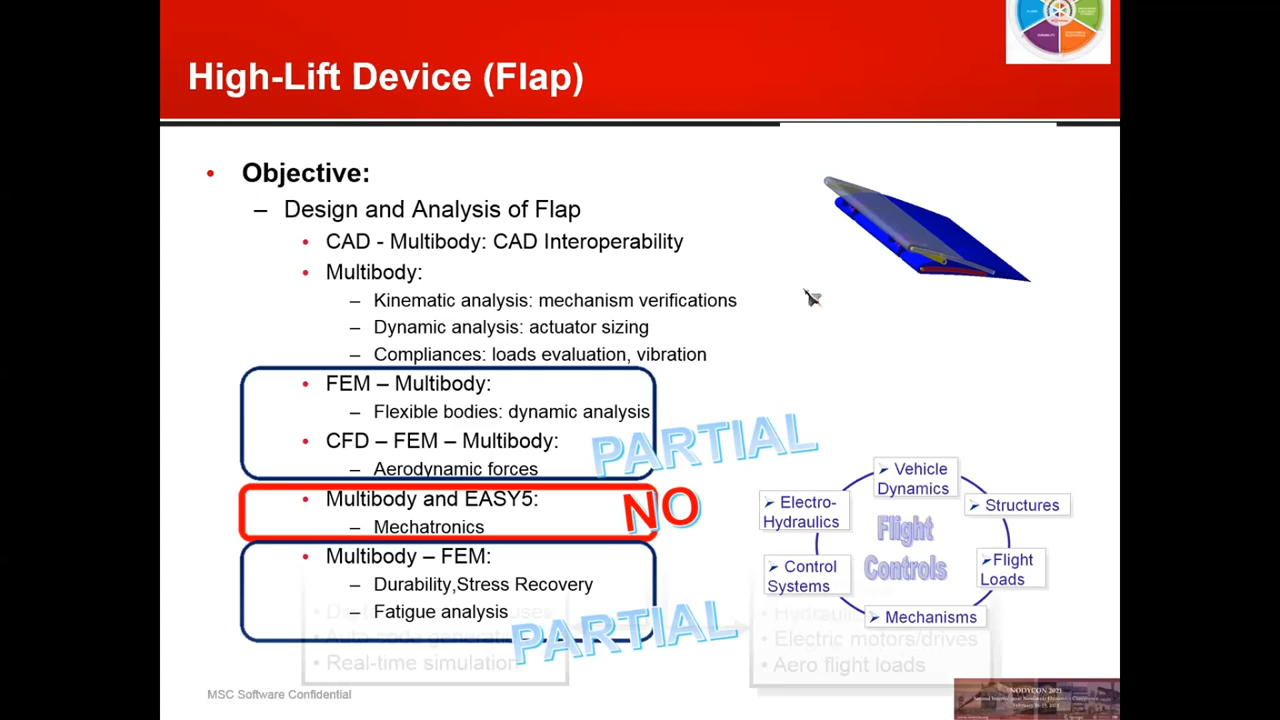 High-Lift Device (Flap)
• Objective:
– Design and Analysis of Flap
• CAD - Multibody: CAD Interoperability
• Multibody:
– Kinematic analysis: mechanism verifications
– Dynamic analysis: actuator sizing
– Compliances: loads evaluation, vibration
• FEM – Multibody:
– Flexible bodies: dynamic analysis
• CFD – FEM – Multibody:
– Aerodynamic forces
PARTIAL
• Multibody and EASY5:
– Mechatronics
NO
• Multibody – FEM:
– Durability,Stress Recovery
– Fatigue analysis
PARTIAL
• Real-time simulation
Vehicle
Dynamics
Structures
Flight
Loads
Mechanisms
Control
Systems
Electro-
Hydraulics
Flight
Controls
• Electric motors/drives
• Aero flight loads
MSC Software Confidential
NODYCON 2021